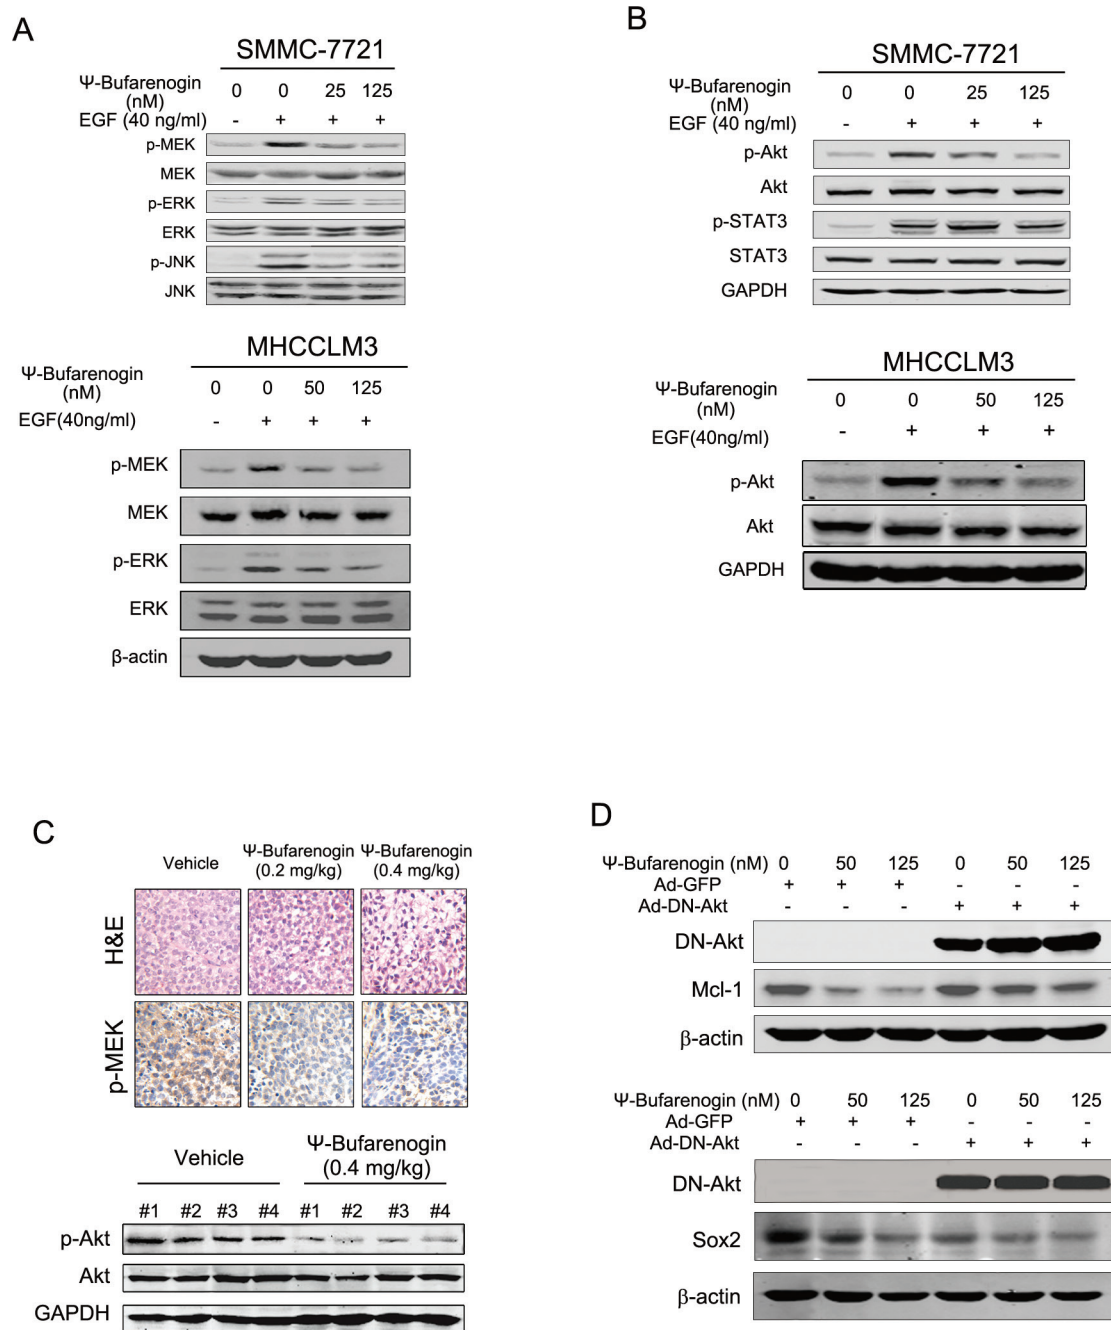 A
SMMC-7721
Ψ-Bufarenogin (nM) 0 0 25 125
EGF (40 ng/ml) - + + +
p-MEK
MEK
p-ERK
ERK
p-JNK
JNK
MHCCLM3
Ψ-Bufarenogin (nM) 0 0 50 125
EGF(40ng/ml) - + + +
p-MEK
MEK
p-ERK
ERK
β-actin
B
SMMC-7721
Ψ-Bufarenogin (nM) 0 0 25 125
EGF (40 ng/ml) - + + +
p-Akt
Akt
p-STAT3
STAT3
GAPDH
MHCCLM3
Ψ-Bufarenogin (nM) 0 0 50 125
EGF(40ng/ml) - + + +
p-Akt
Akt
GAPDH
C
Vehicle
Ψ-Bufarenogin (0.2 mg/kg)
Ψ-Bufarenogin (0.4 mg/kg)
H&E
p-MEK
Vehicle
Ψ-Bufarenogin (0.4 mg/kg)
#1 #2 #3 #4 #1 #2 #3 #4
p-Akt
Akt
GAPDH
D
Ψ-Bufarenogin (nM) 0 50 125 0 50 125
Ad-GFP + + + - - -
Ad-DN-Akt - - - + + +
DN-Akt
Mcl-1
β-actin
Ψ-Bufarenogin (nM) 0 50 125 0 50 125
Ad-GFP + + + - - -
Ad-DN-Akt - - - + + +
DN-Akt
Sox2
β-actin